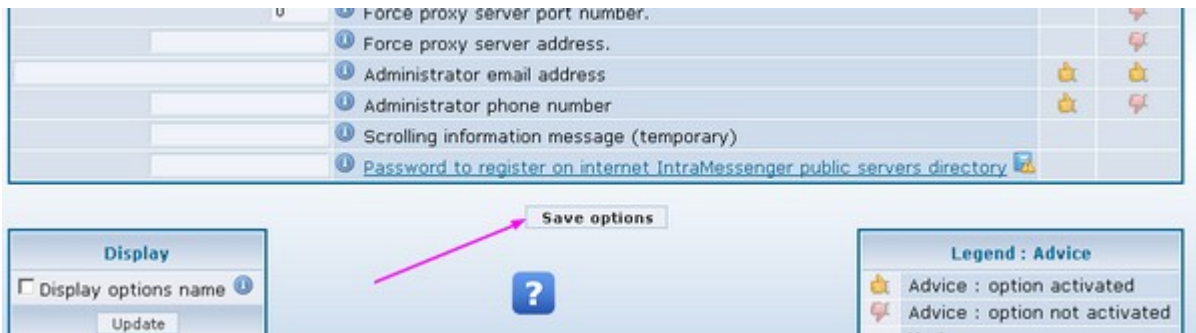 0 Force proxy server port number.
Force proxy server address.
Administrator email address
Administrator phone number
Scrolling information message (temporary)
Password to register on internet IntraMessenger public servers directory
Save options
Display
Display options name
Update
?
Legend : Advice
Advice : option activated
Advice : option not activated